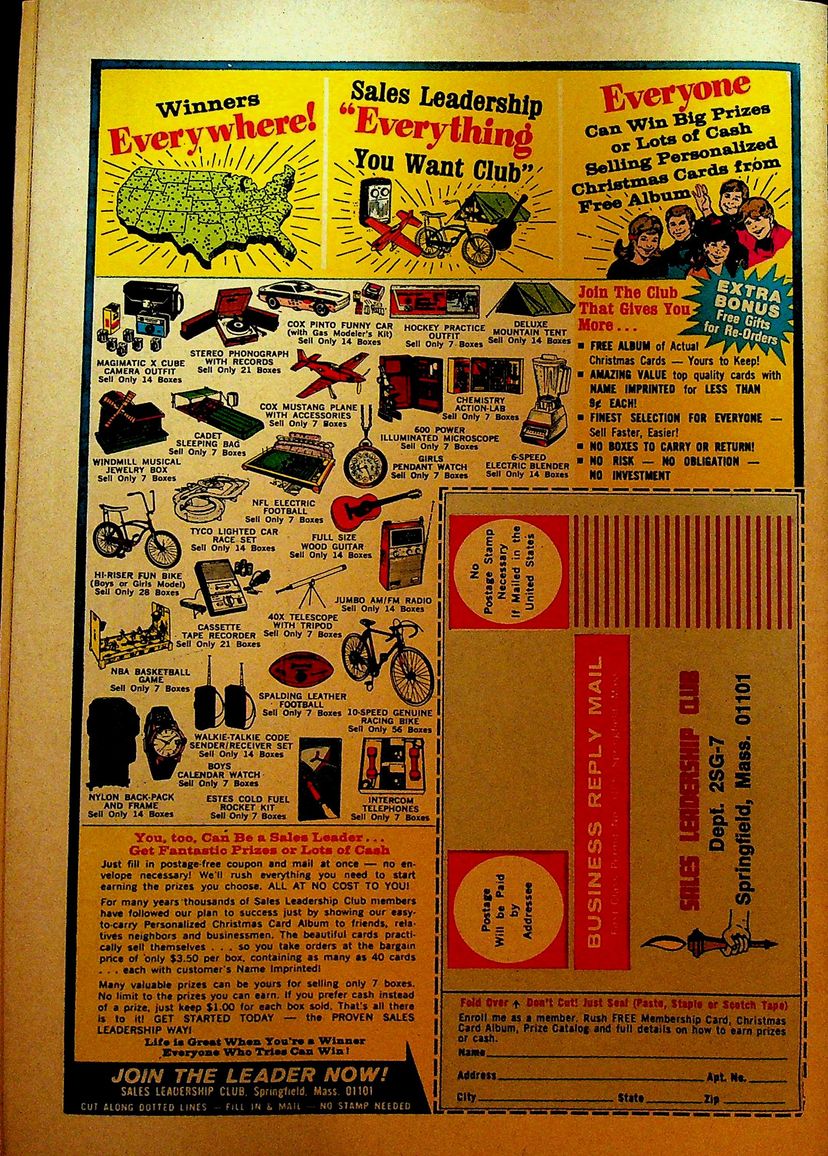 Winners
Everywhere!
Sales Leadership
"Everything
You Want Club"
Everyone
Can Win Big Prizes
or Lots of Cash
Selling Personalized
Christmas Cards from
Free Album
MAGIMATIC X CUBE
CAMERA OUTFIT
Sell Only 14 Boxes
STEREO PHONOGRAPH
WITH RECORDS
Sell Only 21 Boxes
COX PINTO FUNNY CAR
(with Gas Modeler's Kit)
Sell Only 14 Boxes
HOCKEY PRACTICE
OUTFIT
Sell Only 7 Boxes
DELUXE
MOUNTAIN TENT
Sell Only 14 Boxes
WINDMILL MUSICAL
JEWELRY BOX
Sell Only 7 Boxes
CADET
SLEEPING BAG
Sell Only 7 Boxes
COX MUSTANG PLANE
WITH ACCESSORIES
Sell Only 7 Boxes
600 POWER
ILLUMINATED MICROSCOPE
Sell Only 7 Boxes
CHEMISTRY
ACTION-LAB
Sell Only 7 Boxes
GIRLS
PENDANT WATCH
Sell Only 7 Boxes
6-SPEED
ELECTRIC BLENDER
Sell Only 14 Boxes
NFL ELECTRIC
FOOTBALL
Sell Only 7 Boxes
TYCO LIGHTED CAR
RACE SET
Sell Only 14 Boxes
FULL SIZE
WOOD GUITAR
Sell Only 14 Boxes
HI-RISER FUN BIKE
(Boys or Girls Model)
Sell Only 28 Boxes
CASSETTE
TAPE RECORDER
Sell Only 21 Boxes
40X TELESCOPE
WITH TRIPOD
Sell Only 7 Boxes
JUMBO AM/FM RADIO
Sell Only 14 Boxes
NBA BASKETBALL
GAME
Sell Only 7 Boxes
WALKIE-TALKIE CODE
SENDER/RECEIVER SET
Sell Only 14 Boxes
SPALDING LEATHER
FOOTBALL
Sell Only 7 Boxes
10-SPEED GENUINE
RACING BIKE
Sell Only 56 Boxes
NYLON BACK-PACK
AND FRAME
Sell Only 14 Boxes
BOYS
CALENDAR WATCH
Sell Only 7 Boxes
ESTES COLD FUEL
ROCKET KIT
Sell Only 7 Boxes
INTERCOM
TELEPHONES
Sell Only 7 Boxes
Join The Club
That Gives You
More . . .
EXTRA
BONUS
Free Gifts
for Re-Orders
■ FREE ALBUM of Actual
Christmas Cards — Yours to Keep!
■ AMAZING VALUE top quality cards with
NAME IMPRINTED for LESS THAN
9¢ EACH!
■ FINEST SELECTION FOR EVERYONE —
Sell Faster, Easier!
■ NO BOXES TO CARRY OR RETURN!
■ NO RISK — NO OBLIGATION —
NO INVESTMENT
You, too, Can Be a Sales Leader . . .
Get Fantastic Prizes or Lots of Cash
Just fill in postage-free coupon and mail at once — no en-
velope necessary! We'll rush everything you need to start
earning the prizes you choose. ALL AT NO COST TO YOU!
For many years thousands of Sales Leadership Club members
have followed our plan to success just by showing our easy-
to-carry Personalized Christmas Card Album to friends, rela-
tives neighbors and businessmen. The beautiful cards practi-
cally sell themselves . . . so you take orders at the bargain
price of only $3.50 per box, containing as many as 40 cards
. . . each with customer's Name Imprinted!
Many valuable prizes can be yours for selling only 7 boxes.
No limit to the prizes you can earn. If you prefer cash instead
of a prize, just keep $1.00 for each box sold. That's all there
is to it! GET STARTED TODAY — the PROVEN SALES
LEADERSHIP WAY!
Life is Great When You're a Winner
Everyone Who Tries Can Win!
JOIN THE LEADER NOW!
SALES LEADERSHIP CLUB, Springfield, Mass. 01101
CUT ALONG DOTTED LINES — FILL IN & MAIL — NO STAMP NEEDED
No
Postage Stamp
Necessary
If Mailed in the
United States
Postage
Will be Paid
by
Addressee
BUSINESS REPLY MAIL
SALES LEADERSHIP CLUB
Dept. 2SG-7
Springfield, Mass. 01101
Fold Over ↑ Don't Cut! Just Seal (Paste, Staple or Scotch Tape)
Enroll me as a member. Rush FREE Membership Card, Christmas
Card Album, Prize Catalog and full details on how to earn prizes
or cash.
Name
Address Apt. No.
City State Zip